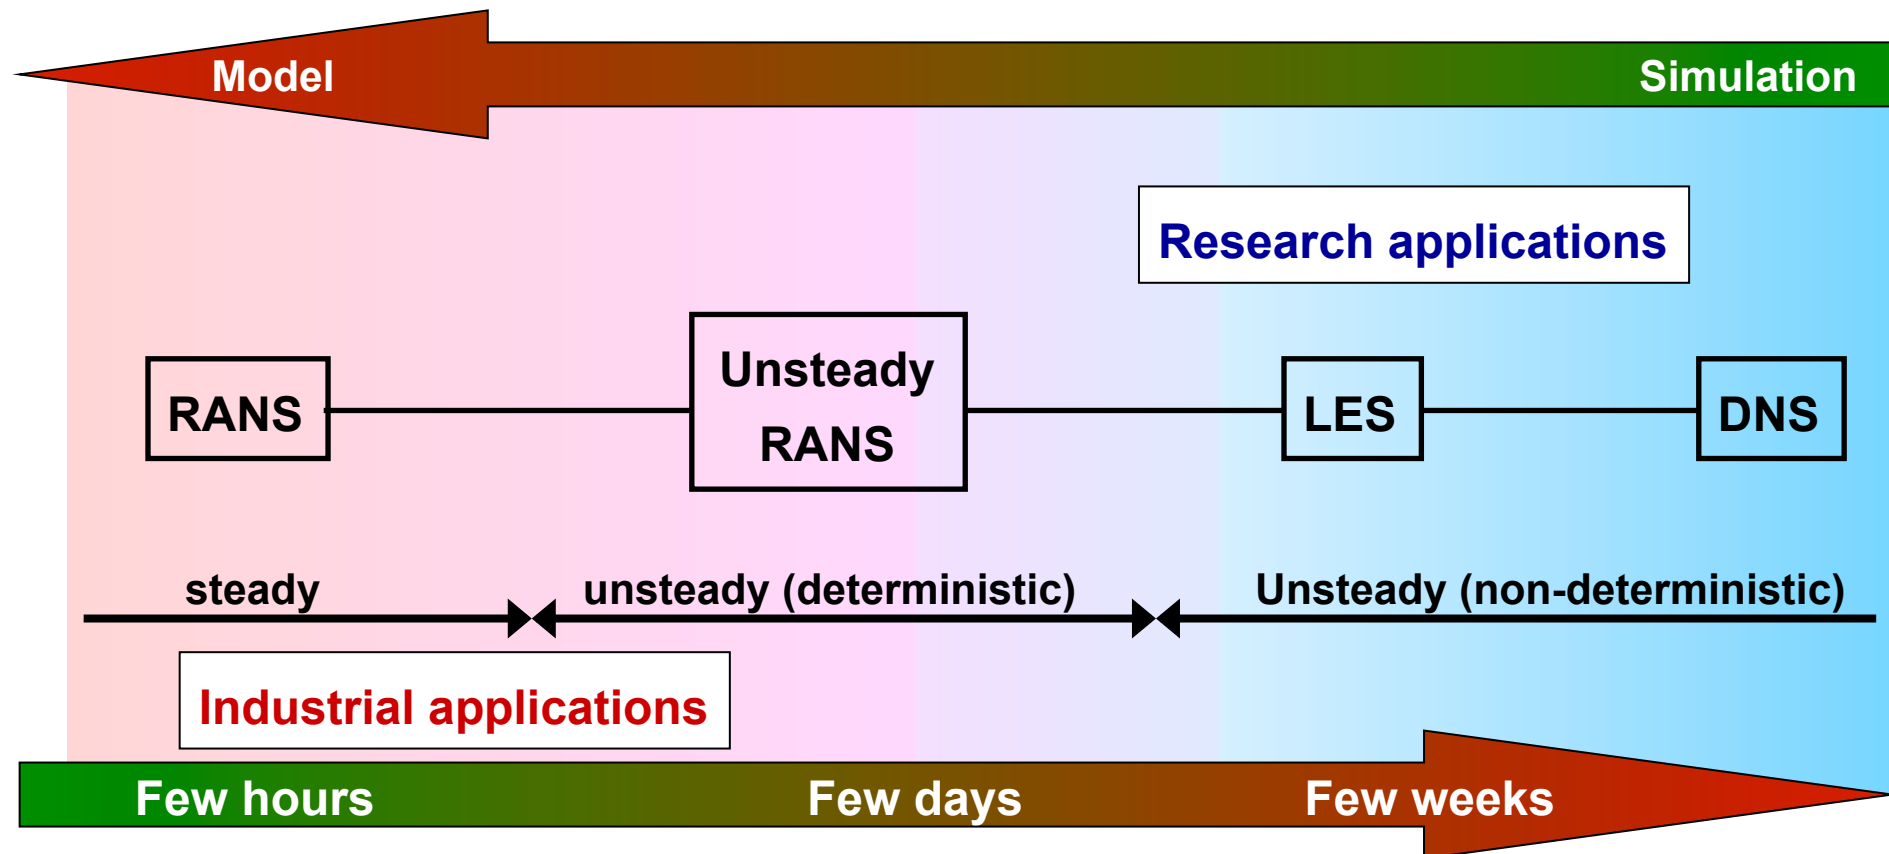 Model
Simulation
Research applications
RANS
Unsteady
RANS
LES
DNS
steady
unsteady (deterministic)
Unsteady (non-deterministic)
Industrial applications
Few hours
Few days
Few weeks